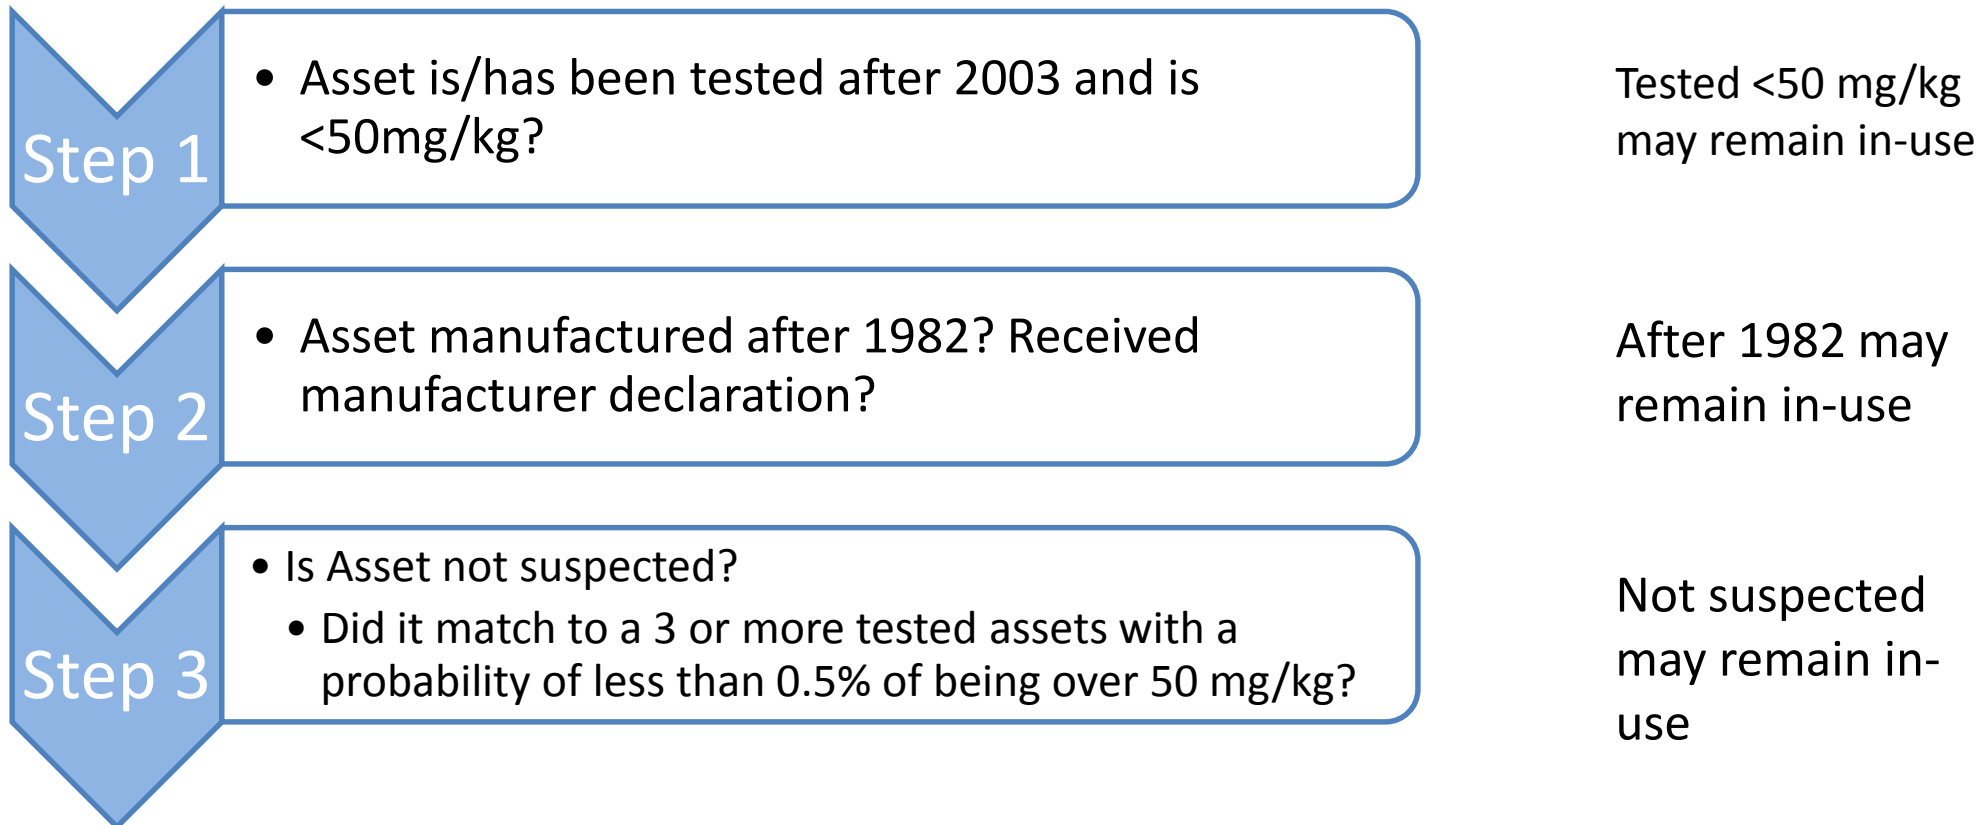 Step 1
• Asset is/has been tested after 2003 and is
<50mg/kg?
Tested <50 mg/kg
may remain in-use
Step 2
• Asset manufactured after 1982? Received
manufacturer declaration?
After 1982 may
remain in-use
Step 3
• Is Asset not suspected?
• Did it match to a 3 or more tested assets with a
probability of less than 0.5% of being over 50 mg/kg?
Not suspected
may remain in-
use